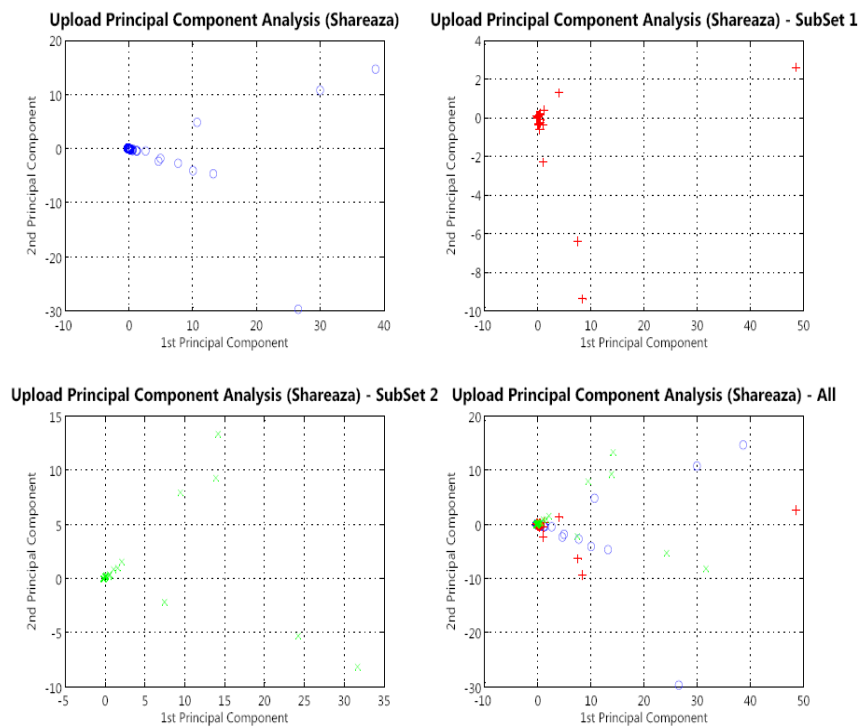 Upload Principal Component Analysis (Shareaza)
20
10
0
-10
-20
-30
2nd Principal Component
-10 0 10 20 30 40
1st Principal Component
Upload Principal Component Analysis (Shareaza) - SubSet 1
4
2
0
-2
-4
-6
-8
-10
2nd Principal Component
-10 0 10 20 30 40 50
1st Principal Component
Upload Principal Component Analysis (Shareaza) - SubSet 2
15
10
5
0
-5
-10
2nd Principal Component
-5 0 5 10 15 20 25 30 35
1st Principal Component
Upload Principal Component Analysis (Shareaza) - All
20
10
0
-10
-20
-30
2nd Principal Component
-10 0 10 20 30 40 50
1st Principal Component